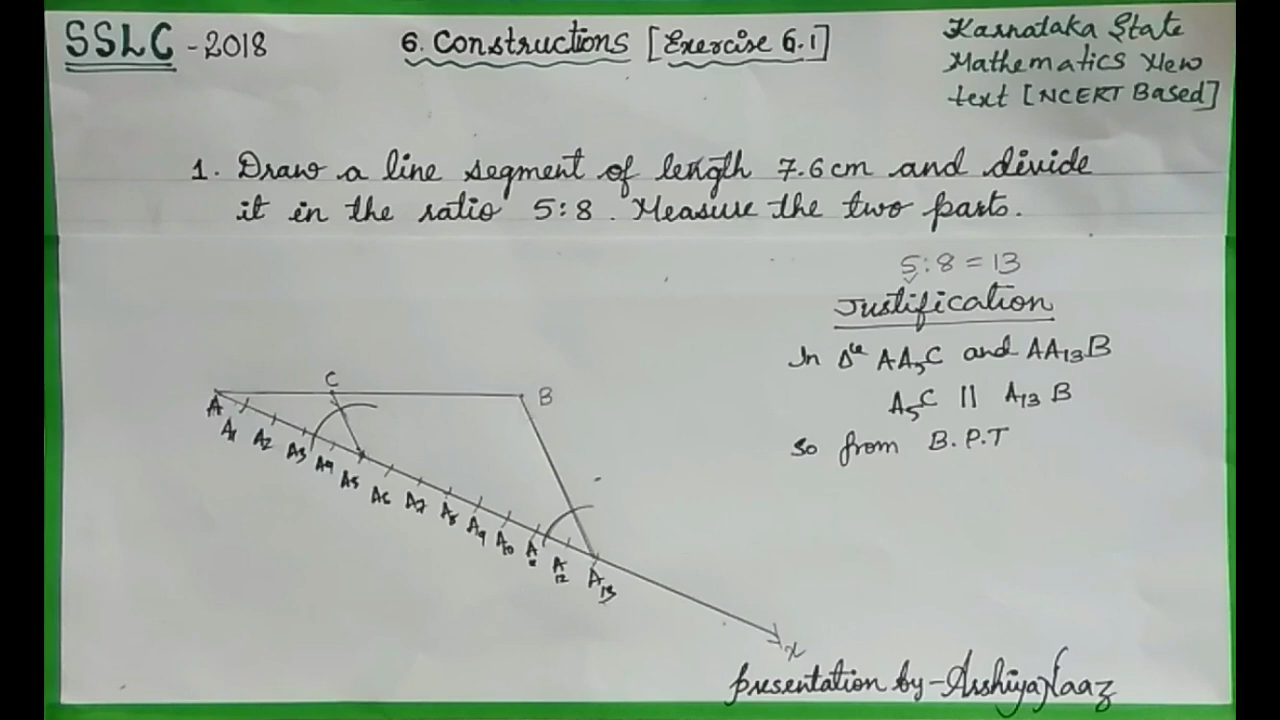 SSLC - 2018
6. Constructions [Exercise 6.1]
Karnataka State
Mathematics New
text [NCERT Based]
1. Draw a line segment of length 7.6 cm and divide
it in the ratio 5:8. Measure the two parts.
5:8 = 13
Justification
In Δle AA5C and AA13B
A5C || A13 B
so from B.P.T
C
A
B
A1
A2
A3
A4
A5
A6
A7
A8
A9
A10
A11
A12
A13
x
presentation by - Arshiya Naaz